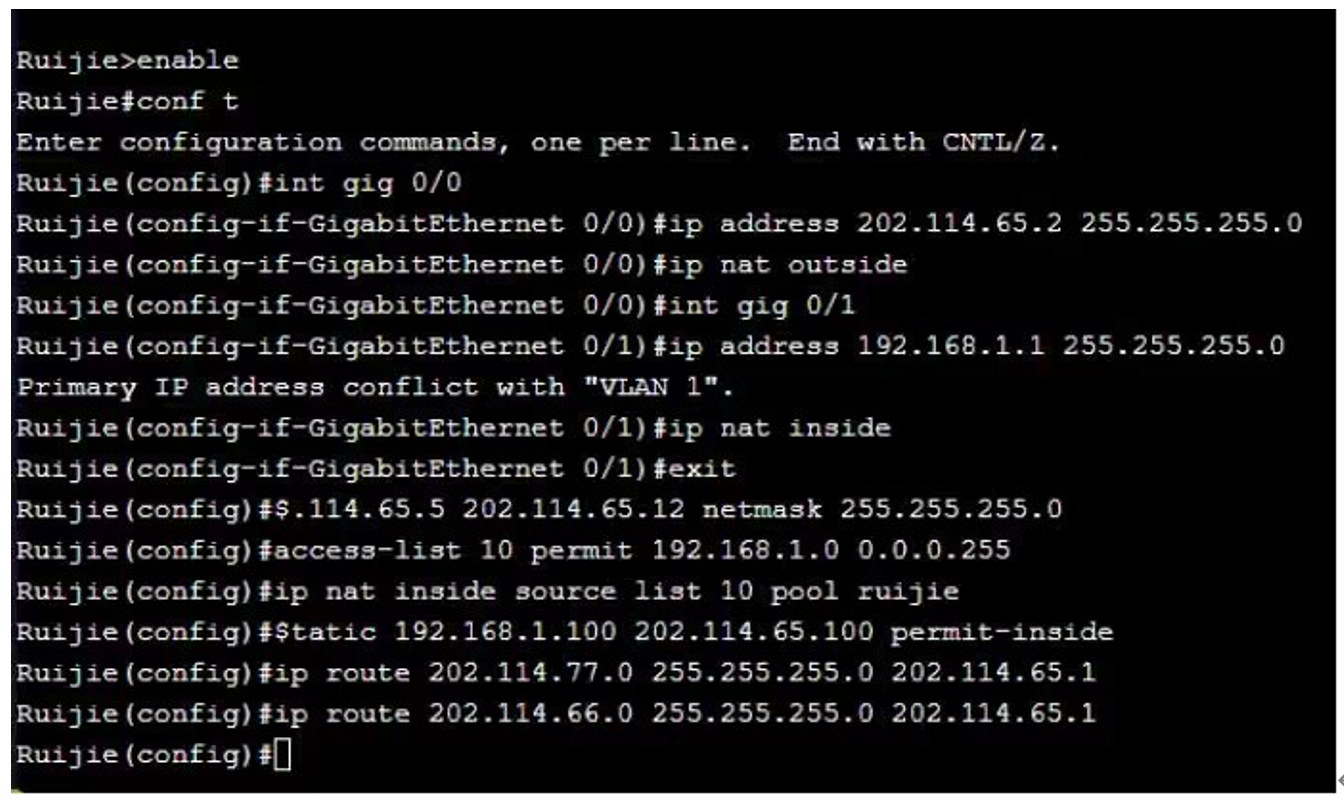 Ruijie>enable
Ruijie#conf t
Enter configuration commands, one per line.  End with CNTL/Z.
Ruijie(config)#int gig 0/0
Ruijie(config-if-GigabitEthernet 0/0)#ip address 202.114.65.2 255.255.255.0
Ruijie(config-if-GigabitEthernet 0/0)#ip nat outside
Ruijie(config-if-GigabitEthernet 0/0)#int gig 0/1
Ruijie(config-if-GigabitEthernet 0/1)#ip address 192.168.1.1 255.255.255.0
Primary IP address conflict with "VLAN 1".
Ruijie(config-if-GigabitEthernet 0/1)#ip nat inside
Ruijie(config-if-GigabitEthernet 0/1)#exit
Ruijie(config)#$.114.65.5 202.114.65.12 netmask 255.255.255.0
Ruijie(config)#access-list 10 permit 192.168.1.0 0.0.0.255
Ruijie(config)#ip nat inside source list 10 pool ruijie
Ruijie(config)#$tatic 192.168.1.100 202.114.65.100 permit-inside
Ruijie(config)#ip route 202.114.77.0 255.255.255.0 202.114.65.1
Ruijie(config)#ip route 202.114.66.0 255.255.255.0 202.114.65.1
Ruijie(config)#